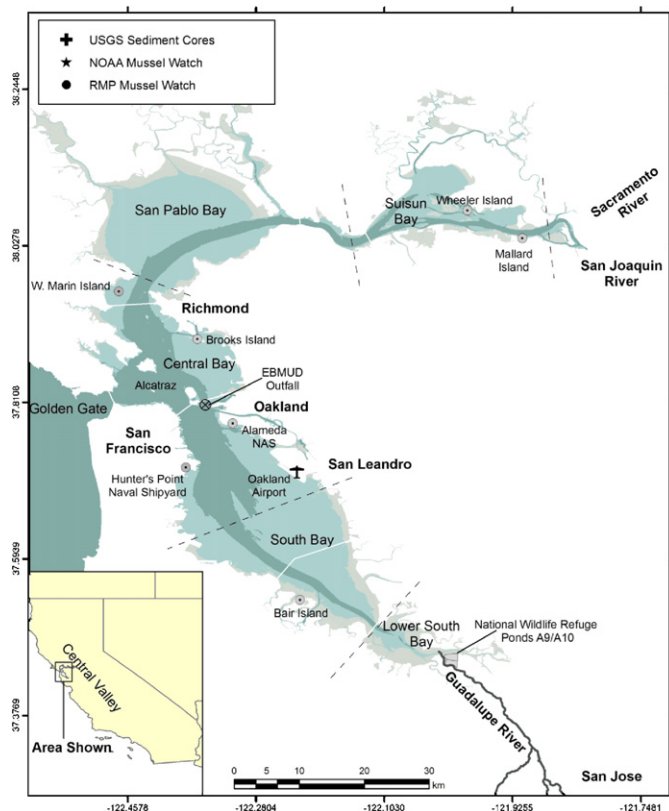 USGS Sediment Cores
NOAA Mussel Watch
RMP Mussel Watch
38.2448
38.0278
37.8108
37.5939
37.3769
San Pablo Bay
Suisun
Bay
Wheeler Island
Sacramento
River
Mallard
Island
San Joaquin
River
W. Marin Island
Richmond
Brooks Island
Central Bay
EBMUD
Outfall
Alcatraz
Golden Gate
Oakland
San
Francisco
Alameda
NAS
San Leandro
Hunter's Point
Naval Shipyard
Oakland
Airport
South Bay
Bair Island
Lower South
Bay
National Wildlife Refuge
Ponds A9/A10
Guadalupe River
San Jose
Central Valley
Area Shown
0 5 10 20 30
km
-122.4578 -122.2804 -122.1030 -121.9255 -121.7481